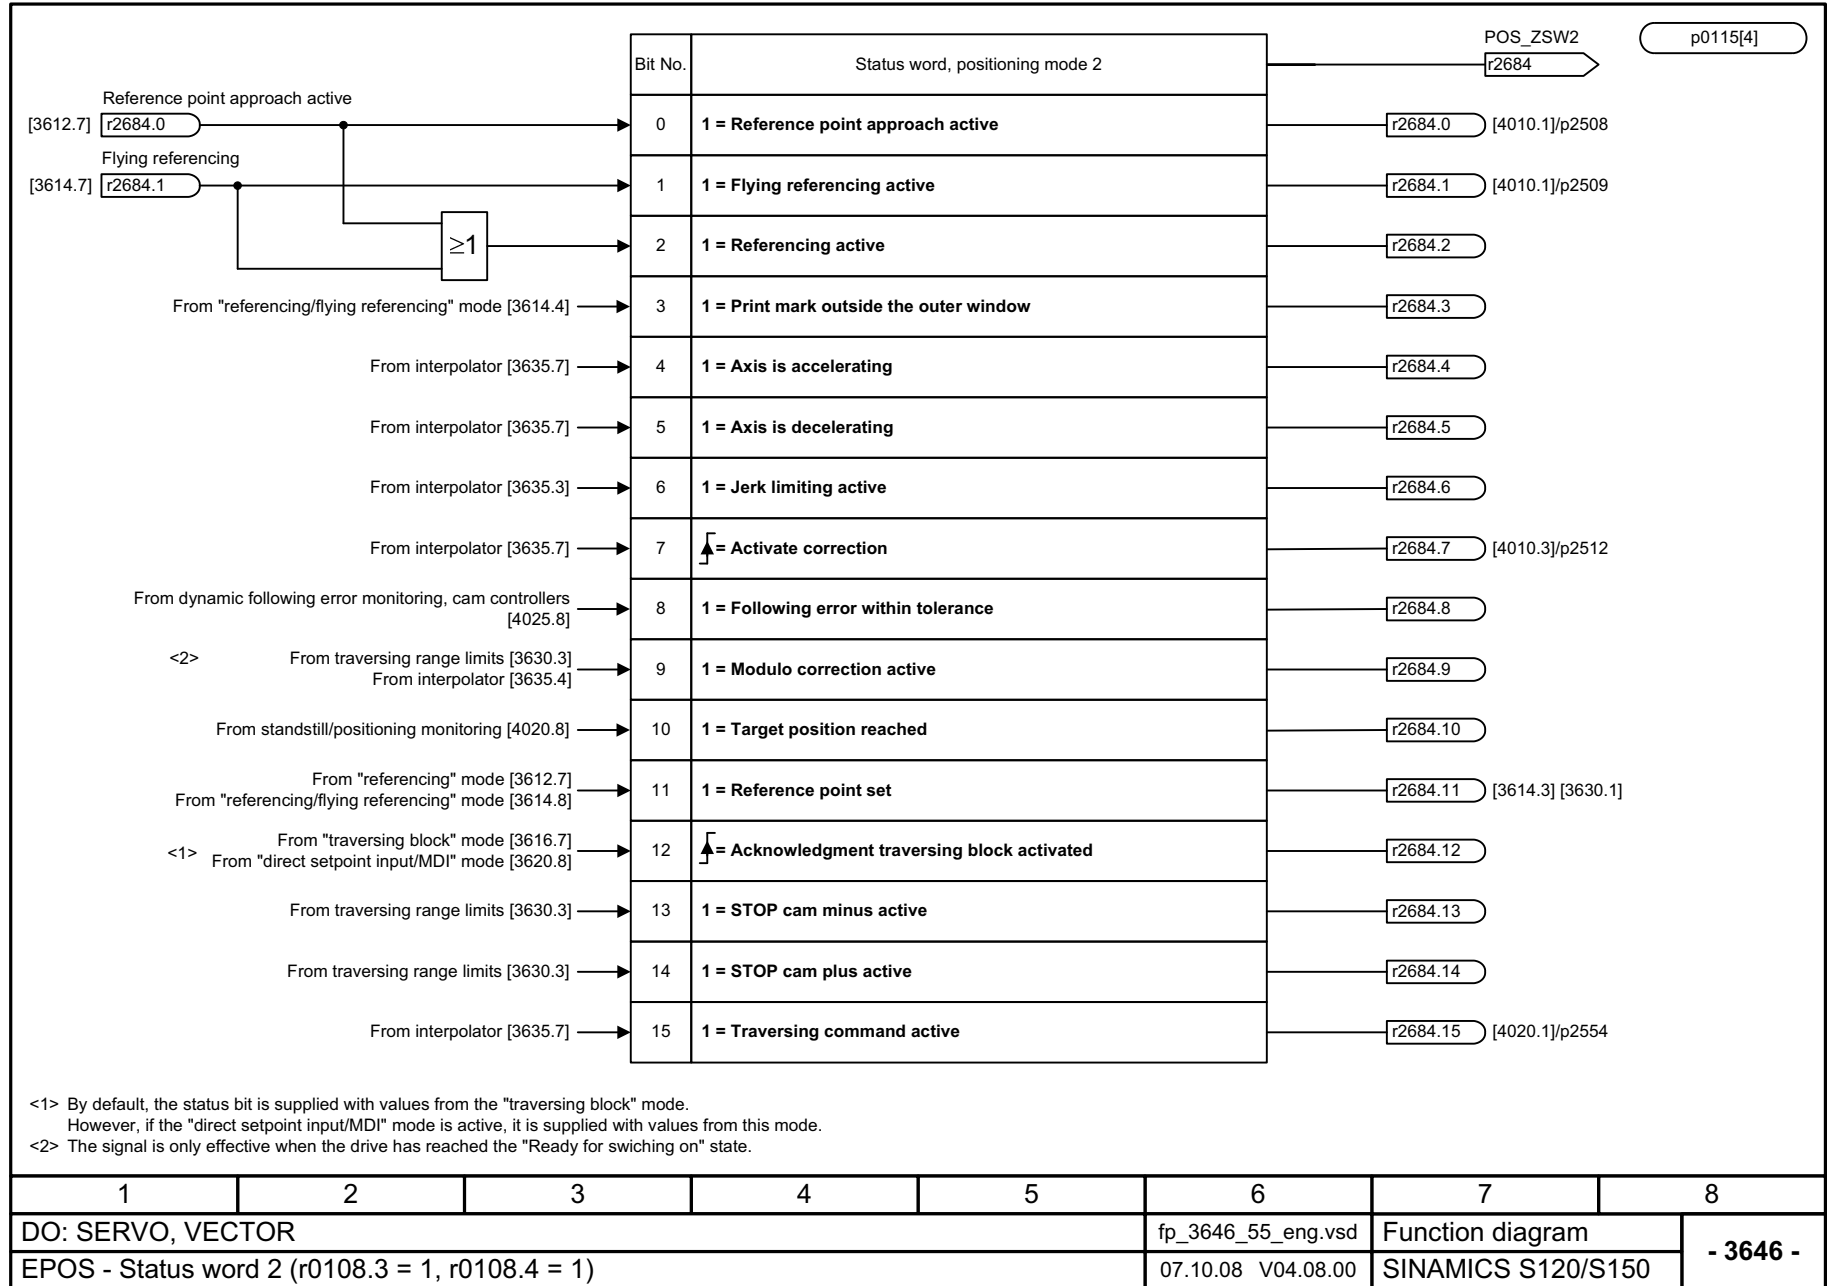 POS_ZSW2
p0115[4]
Bit No.
Status word, positioning mode 2
r2684
Reference point approach active
[3612.7] r2684.0
0
1 = Reference point approach active
r2684.0 [4010.1]/p2508
Flying referencing
[3614.7] r2684.1
1
1 = Flying referencing active
r2684.1 [4010.1]/p2509
≥1
2
1 = Referencing active
r2684.2
From "referencing/flying referencing" mode [3614.4]
3
1 = Print mark outside the outer window
r2684.3
From interpolator [3635.7]
4
1 = Axis is accelerating
r2684.4
From interpolator [3635.7]
5
1 = Axis is decelerating
r2684.5
From interpolator [3635.3]
6
1 = Jerk limiting active
r2684.6
From interpolator [3635.7]
7
= Activate correction
r2684.7 [4010.3]/p2512
From dynamic following error monitoring, cam controllers
[4025.8]
8
1 = Following error within tolerance
r2684.8
<2>
From traversing range limits [3630.3]
From interpolator [3635.4]
9
1 = Modulo correction active
r2684.9
From standstill/positioning monitoring [4020.8]
10
1 = Target position reached
r2684.10
From "referencing" mode [3612.7]
From "referencing/flying referencing" mode [3614.8]
11
1 = Reference point set
r2684.11 [3614.3] [3630.1]
<1>
From "traversing block" mode [3616.7]
From "direct setpoint input/MDI" mode [3620.8]
12
= Acknowledgment traversing block activated
r2684.12
From traversing range limits [3630.3]
13
1 = STOP cam minus active
r2684.13
From traversing range limits [3630.3]
14
1 = STOP cam plus active
r2684.14
From interpolator [3635.7]
15
1 = Traversing command active
r2684.15 [4020.1]/p2554
<1> By default, the status bit is supplied with values from the "traversing block" mode.
However, if the "direct setpoint input/MDI" mode is active, it is supplied with values from this mode.
<2> The signal is only effective when the drive has reached the "Ready for swiching on" state.
1 2 3 4 5 6 7 8
DO: SERVO, VECTOR
fp_3646_55_eng.vsd
Function diagram
- 3646 -
EPOS - Status word 2 (r0108.3 = 1, r0108.4 = 1)
07.10.08 V04.08.00
SINAMICS S120/S150